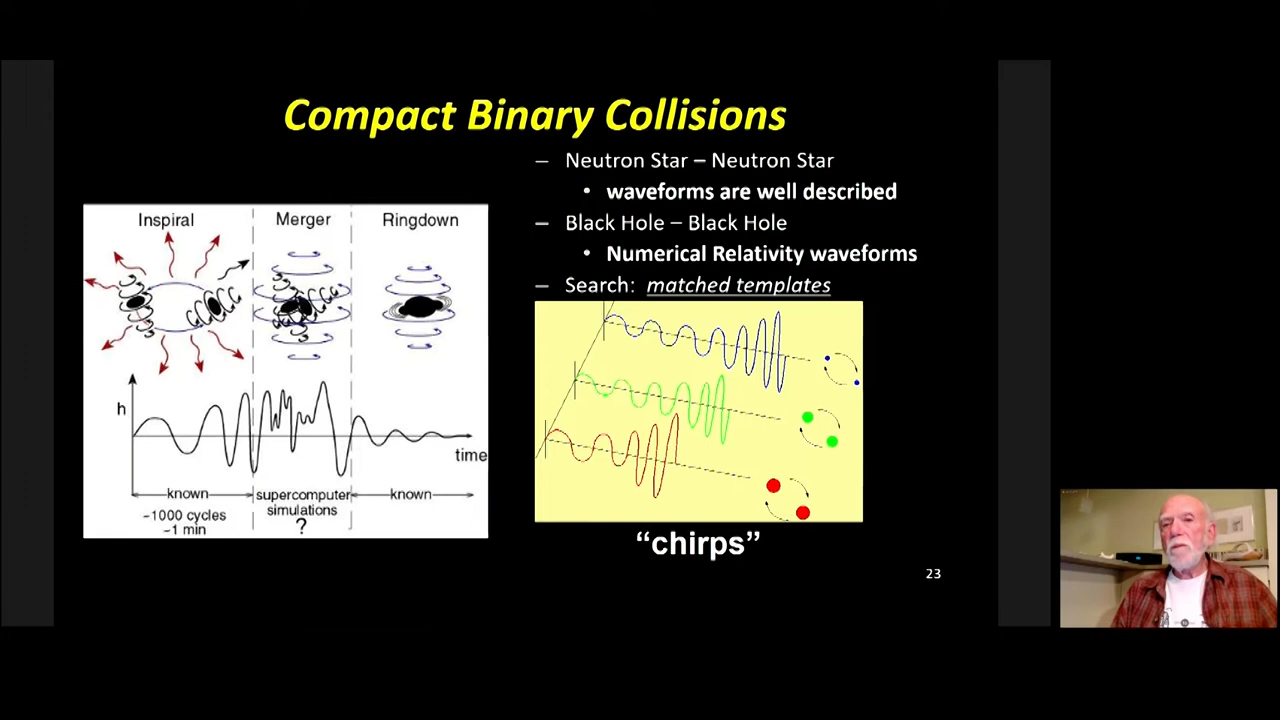 Compact Binary Collisions
– Neutron Star – Neutron Star
• waveforms are well described
– Black Hole – Black Hole
• Numerical Relativity waveforms
– Search: matched templates
Inspiral Merger Ringdown
h
time
known supercomputer known
simulations
?
~1000 cycles
~1 min
“chirps”
23